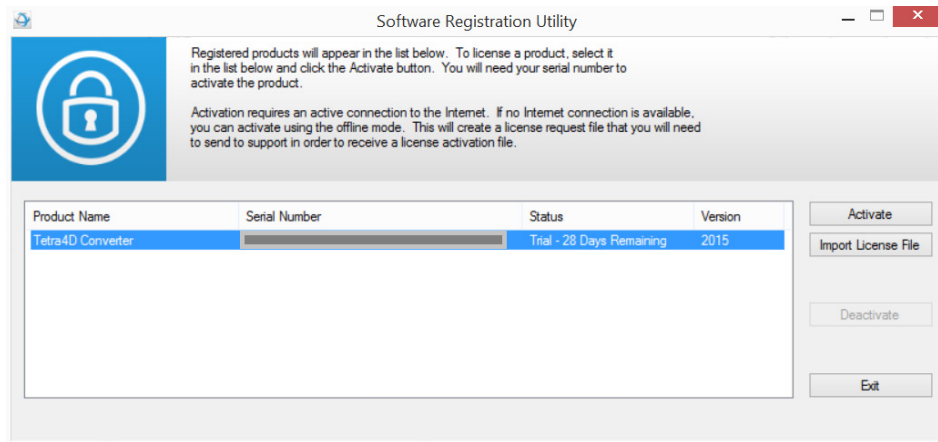 Software Registration Utility
Registered products will appear in the list below. To license a product, select it
in the list below and click the Activate button. You will need your serial number to
activate the product.
Activation requires an active connection to the Internet. If no Internet connection is available,
you can activate using the offline mode. This will create a license request file that you will need
to send to support in order to receive a license activation file.
Product Name Serial Number Status Version
Tetra4D Converter Trial - 28 Days Remaining 2015
Activate
Import License File
Deactivate
Exit